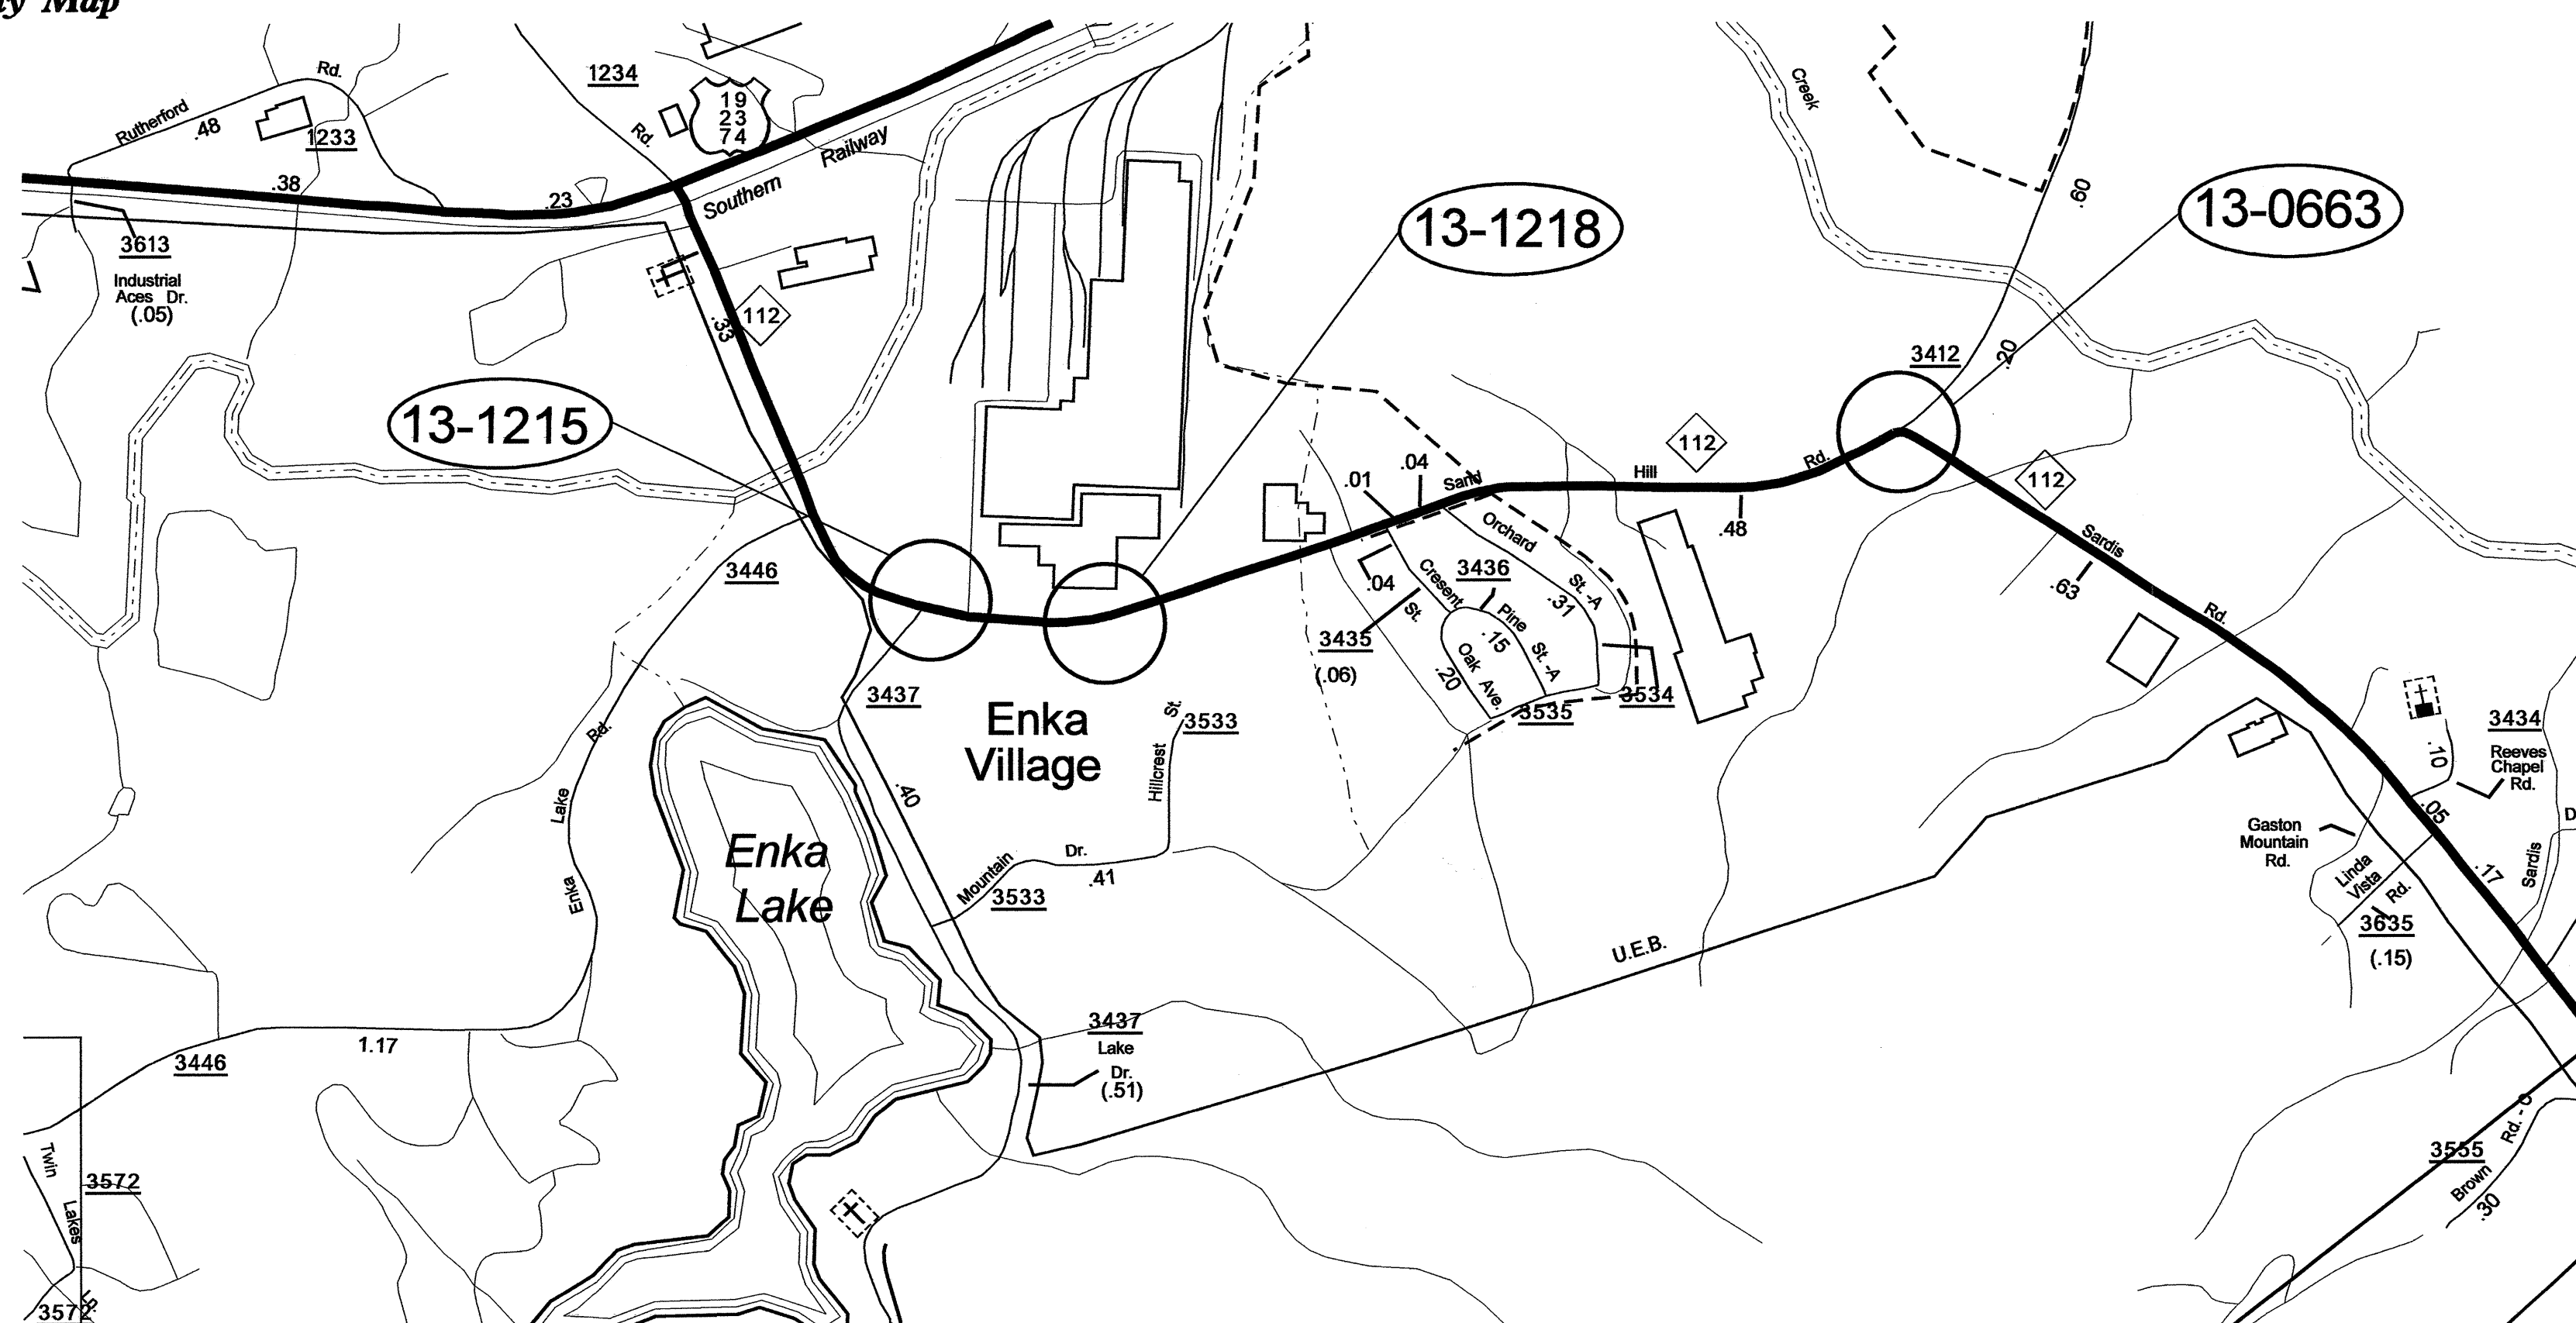 Map
Rd.
1234
19
23
74
Rutherford
.48
1233
Rd.
Railway
Southern
Creek
.60
13-0663
13-1218
.38
.23
3613
Industrial
Aces Dr.
(.05)
.33
112
3412
.20
13-1215
112
Rd.
Hill
Sand
.04
.01
112
.48
Orchard
St.-A
.31
Sardis
Rd.
.63
3446
3436
Cresent
St.
.04
Pine
St.-A
.15
3435
(.06)
Oak Ave.
.20
3534
3535
3437
Enka
Village
St.
3533
Hillcrest
Rd.
Lake
Enka
.40
Enka
Lake
Mountain
Dr.
.41
3533
3434
Reeves
Chapel
Rd.
.10
.05
Gaston
Mountain
Rd.
Linda
Vista
Rd.
.17
Sardis
D
3635
(.15)
U.E.B.
3437
Lake
Dr.
(.51)
1.17
3446
Twin
Lakes
3572
Ln.
3572
3555
Brown
Rd. - C
.30